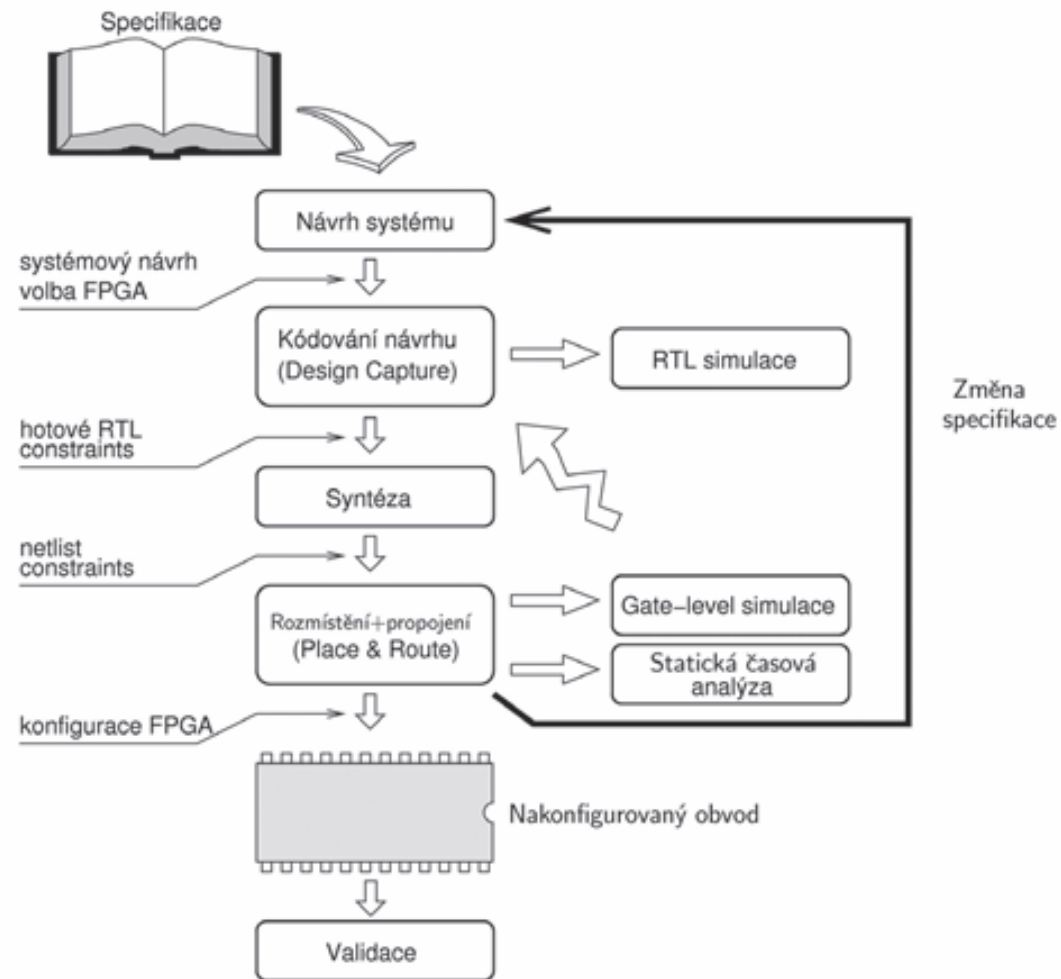 Specifikace
Návrh systému
systémový návrh
volba FPGA
Kódování návrhu
(Design Capture)
RTL simulace
Změna
specifikace
hotové RTL
constraints
Syntéza
netlist
constraints
Rozmístění+propojení
(Place & Route)
Gate–level simulace
Statická časová
analýza
konfigurace FPGA
Nakonfigurovaný obvod
Validace